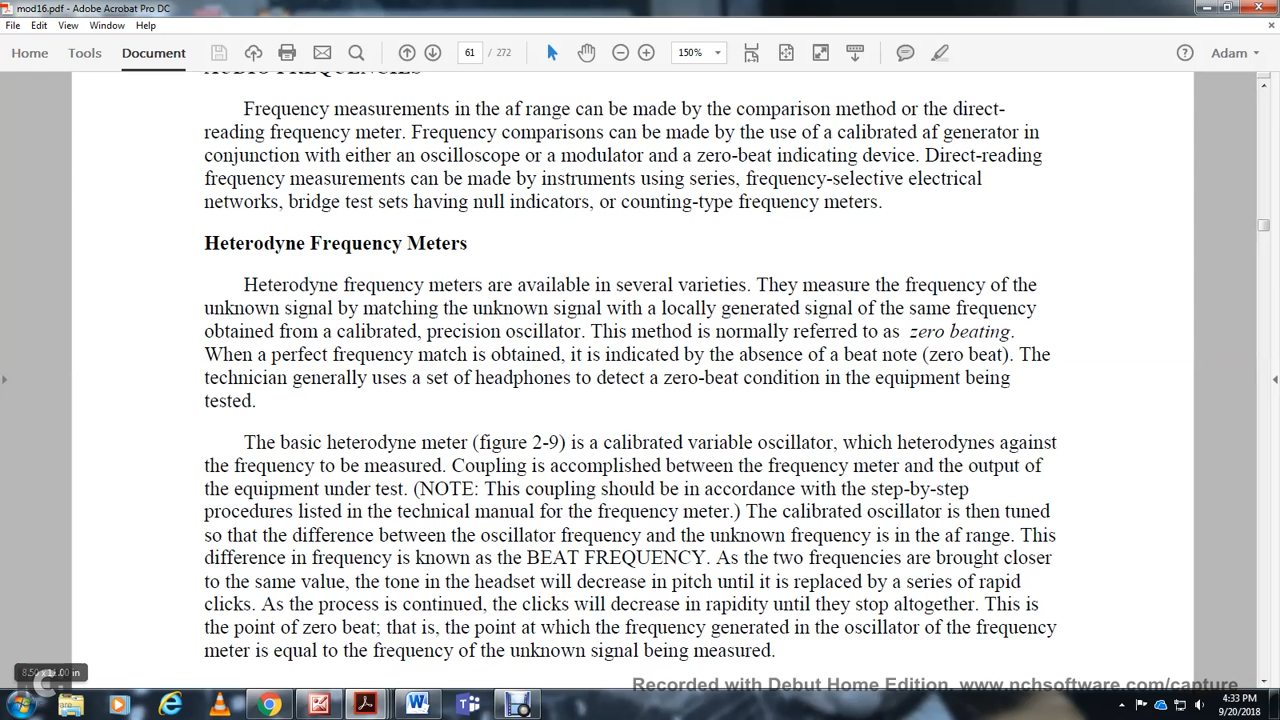 mod16.pdf - Adobe Acrobat Pro DC
File Edit View Window Help
Home Tools Document 61 / 272 150% Adam
AUDIO FREQUENCIES
Frequency measurements in the af range can be made by the comparison method or the direct-
reading frequency meter. Frequency comparisons can be made by the use of a calibrated af generator in
conjunction with either an oscilloscope or a modulator and a zero-beat indicating device. Direct-reading
frequency measurements can be made by instruments using series, frequency-selective electrical
networks, bridge test sets having null indicators, or counting-type frequency meters.
Heterodyne Frequency Meters
Heterodyne frequency meters are available in several varieties. They measure the frequency of the
unknown signal by matching the unknown signal with a locally generated signal of the same frequency
obtained from a calibrated, precision oscillator. This method is normally referred to as zero beating.
When a perfect frequency match is obtained, it is indicated by the absence of a beat note (zero beat). The
technician generally uses a set of headphones to detect a zero-beat condition in the equipment being
tested.
The basic heterodyne meter (figure 2-9) is a calibrated variable oscillator, which heterodynes against
the frequency to be measured. Coupling is accomplished between the frequency meter and the output of
the equipment under test. (NOTE: This coupling should be in accordance with the step-by-step
procedures listed in the technical manual for the frequency meter.) The calibrated oscillator is then tuned
so that the difference between the oscillator frequency and the unknown frequency is in the af range. This
difference in frequency is known as the BEAT FREQUENCY. As the two frequencies are brought closer
to the same value, the tone in the headset will decrease in pitch until it is replaced by a series of rapid
clicks. As the process is continued, the clicks will decrease in rapidity until they stop altogether. This is
the point of zero beat; that is, the point at which the frequency generated in the oscillator of the frequency
meter is equal to the frequency of the unknown signal being measured.
8.50 x 11.00 in
Recorded with Debut Home Edition. www.nchsoftware.com/capture
4:33 PM
9/20/2018